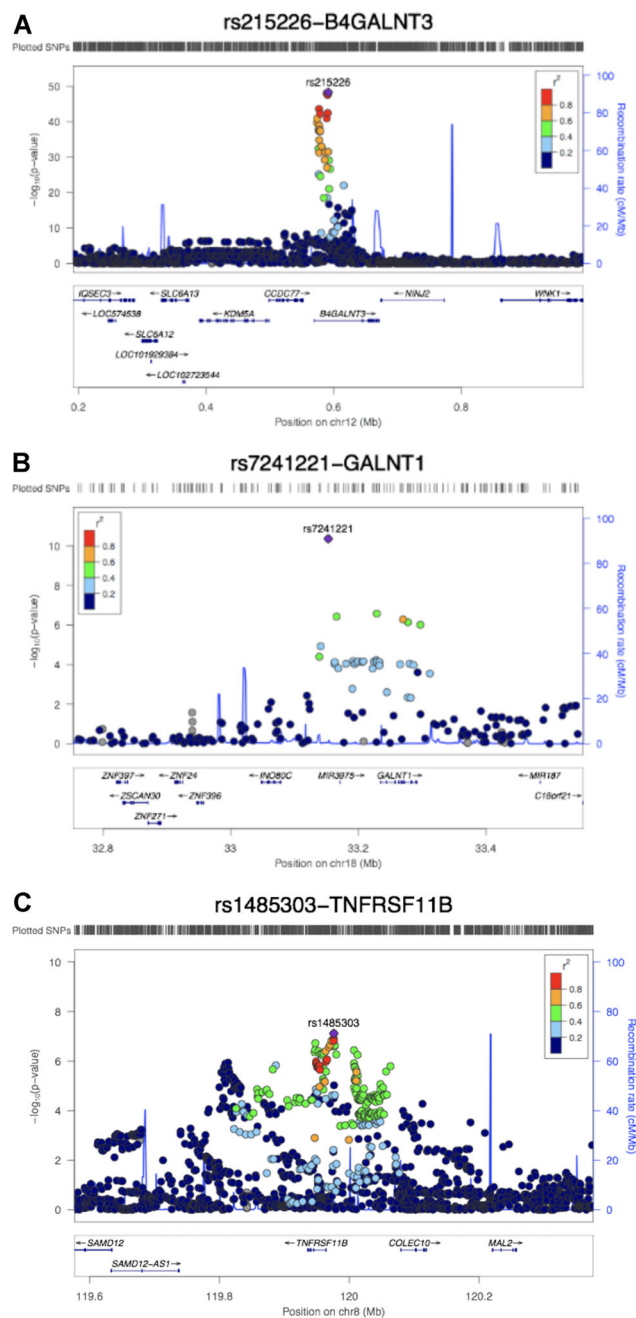 A
rs215226−B4GALNT3
Plotted SNPs
rs215226
r²
0.8
0.6
0.4
0.2
50
40
30
20
10
0
−log₁₀(p−value)
100
80
60
40
20
0
Recombination rate (cM/Mb)
IQSEC3→ ←SLC6A13 CCDC77→ ←NINJ2 WNK1→
←LOC574538 ←KDM5A B4GALNT3→
←SLC6A12
LOC101929384→
←LOC102723544
0.2 0.4 0.6 0.8
Position on chr12 (Mb)
B
rs7241221−GALNT1
Plotted SNPs
rs7241221
r²
0.8
0.6
0.4
0.2
10
8
6
4
2
0
−log₁₀(p−value)
100
80
60
40
20
0
Recombination rate (cM/Mb)
ZNF397→ ←ZNF24 ←INO80C MIR3975→ GALNT1→ ←MIR187
←ZSCAN30 ←ZNF396 C18orf21→
ZNF271→
32.8 33 33.2 33.4
Position on chr18 (Mb)
C
rs1485303−TNFRSF11B
Plotted SNPs
rs1485303
r²
0.8
0.6
0.4
0.2
10
8
6
4
2
0
−log₁₀(p−value)
100
80
60
40
20
0
Recombination rate (cM/Mb)
←SAMD12 ←TNFRSF11B COLEC10→ MAL2→
SAMD12−AS1→
119.6 119.8 120 120.2
Position on chr8 (Mb)